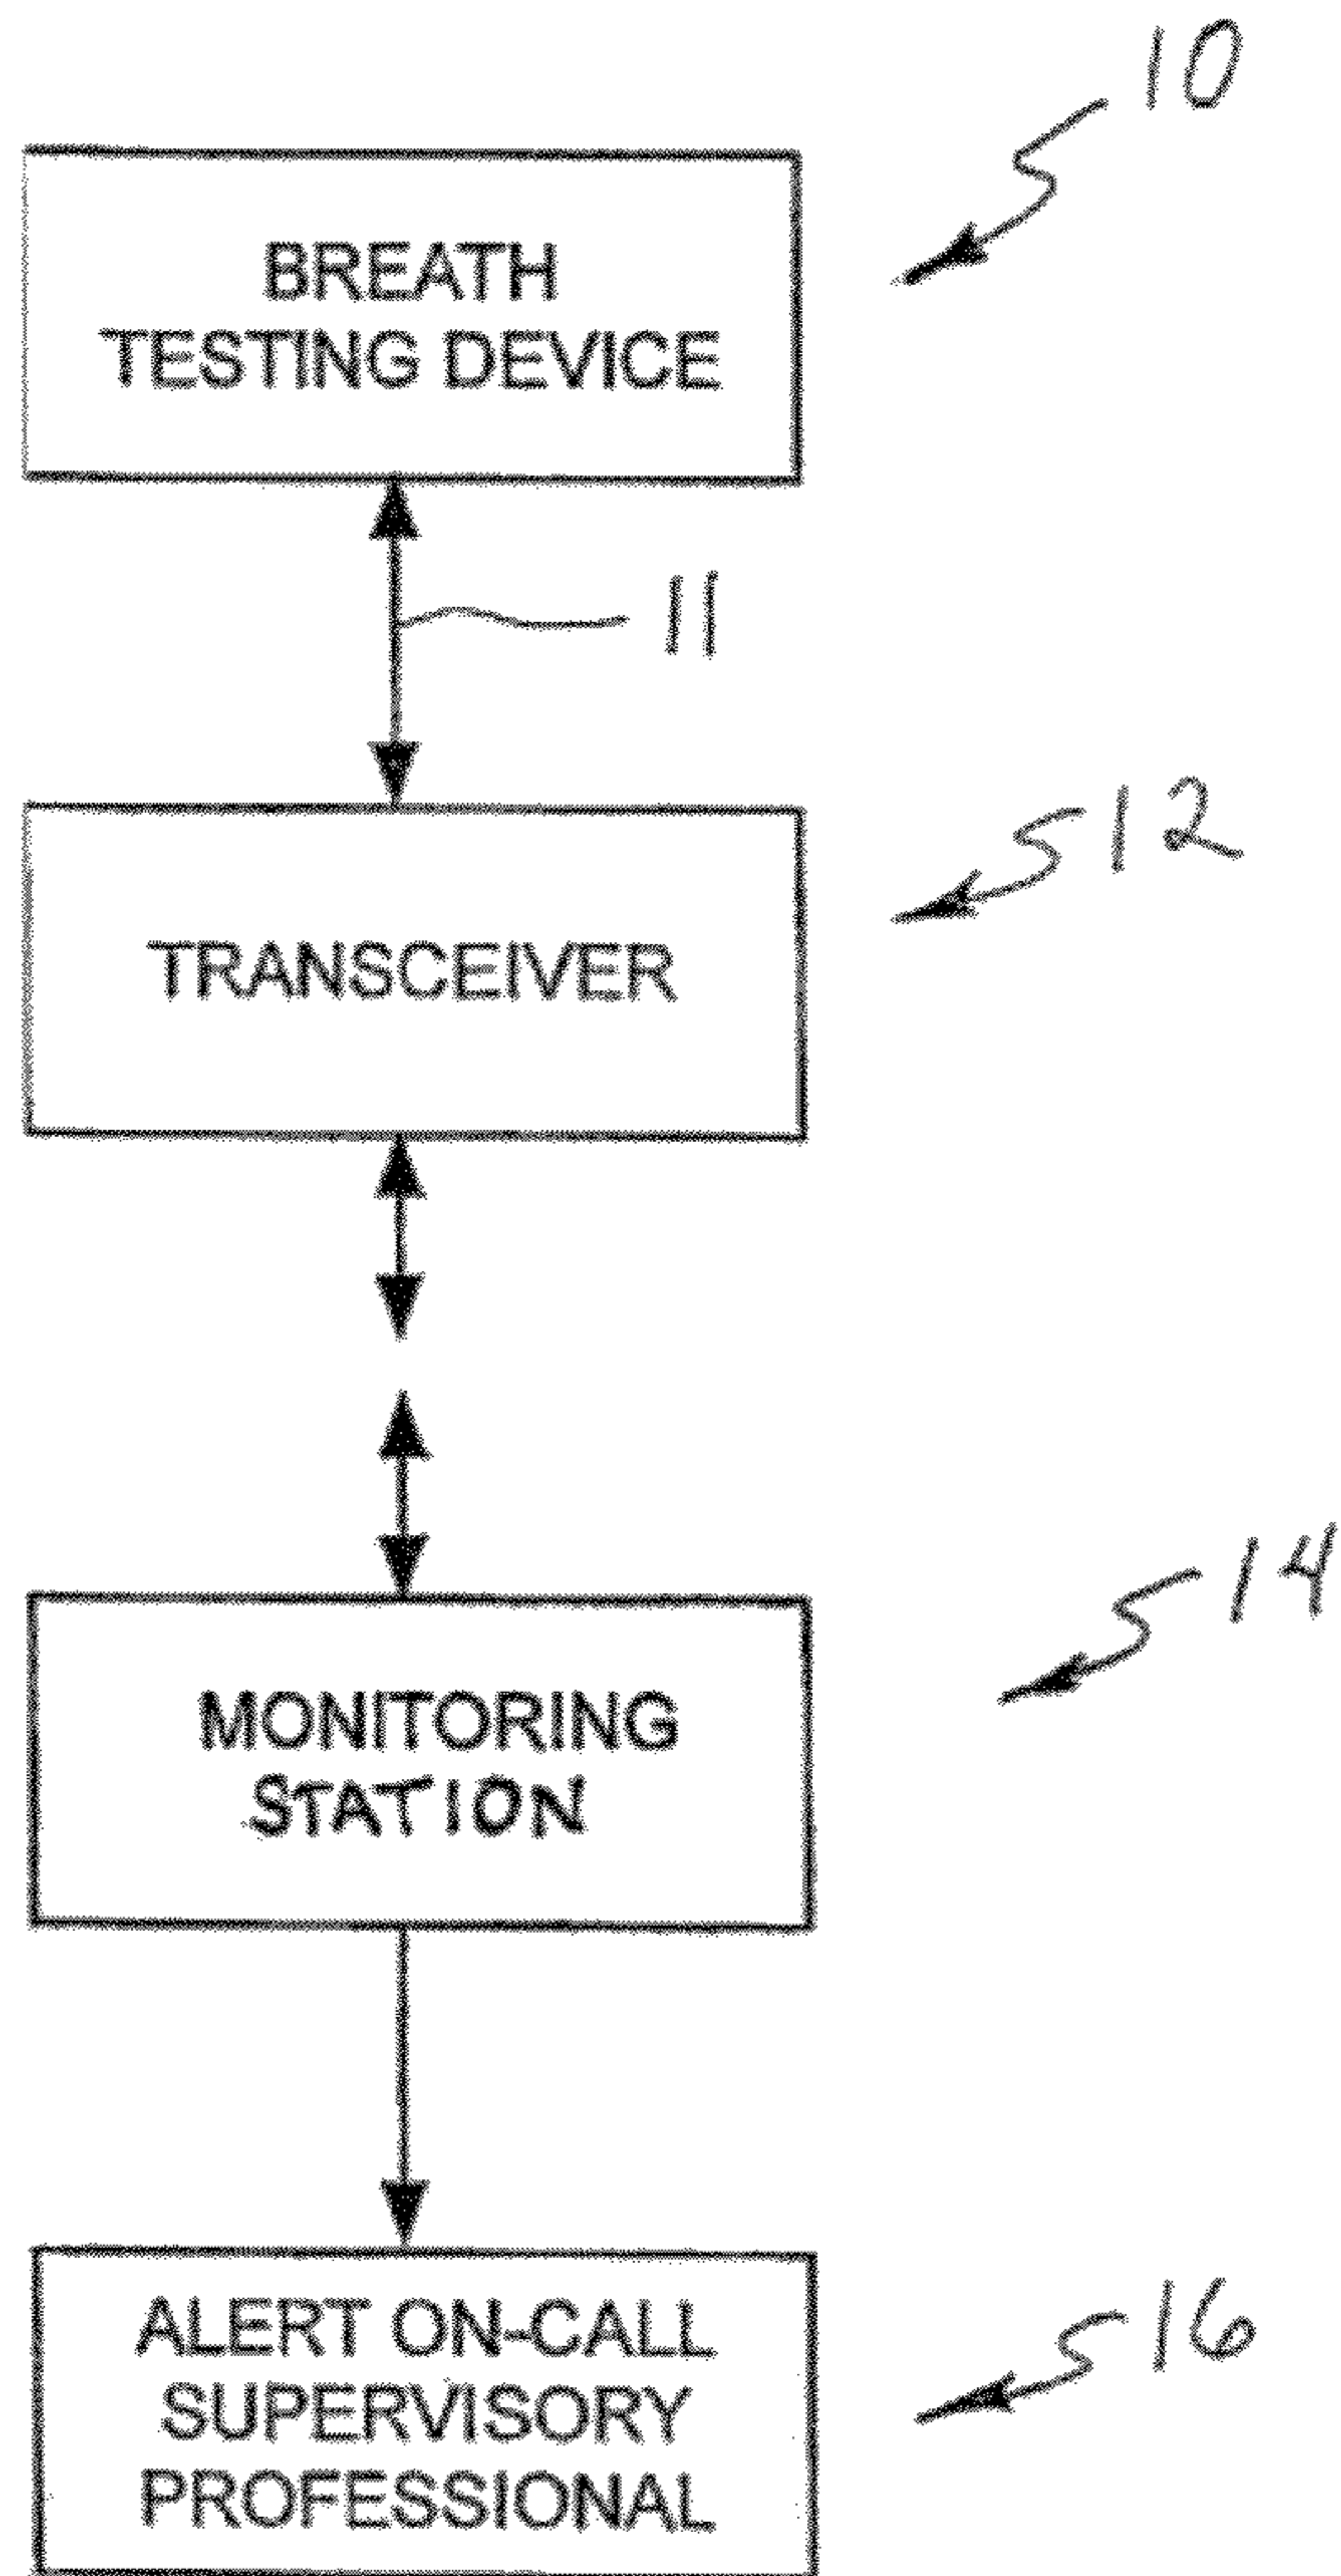 10
BREATH
TESTING DEVICE
11
12
TRANSCEIVER
14
MONITORING
STATION
16
ALERT ON-CALL
SUPERVISORY
PROFESSIONAL